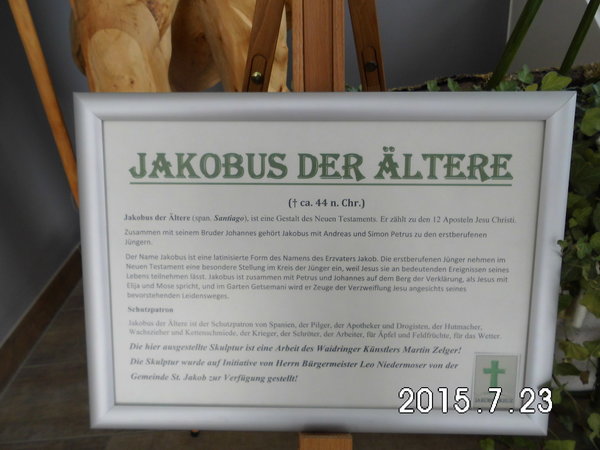 JAKOBUS DER ÄLTERE
(† ca. 44 n. Chr.)
Jakobus der Ältere (span. Santiago), ist eine Gestalt des Neuen Testaments. Er zählt zu den 12 Aposteln Jesu Christi.
Zusammen mit seinem Bruder Johannes gehört Jakobus mit Andreas und Simon Petrus zu den erstberufenen
Jüngern.
Der Name Jakobus ist eine latinisierte Form des Namens des Erzvaters Jakob. Die erstberufenen Jünger nehmen im
Neuen Testament eine besondere Stellung im Kreis der Jünger ein, weil Jesus sie an bedeutenden Ereignissen seines
Lebens teilnehmen lässt. Jakobus ist zusammen mit Petrus und Johannes auf dem Berg der Verklärung, als Jesus mit
Elija und Mose spricht, und im Garten Getsemani wird er Zeuge der Verzweiflung Jesu angesichts seines
bevorstehenden Leidensweges.
Schutzpatron
Jakobus der Ältere ist der Schutzpatron von Spanien, der Pilger, der Apotheker und Drogisten, der Hutmacher,
Wachszieher und Kettenschmiede, der Krieger, der Schröter, der Arbeiter, für Äpfel und Feldfrüchte, für das Wetter.
Die hier ausgestellte Skulptur ist eine Arbeit des Waidringer Künstlers Martin Zelger!
Die Skulptur wurde auf Initiative von Herrn Bürgermeister Leo Niedermoser von der
Gemeinde St. Jakob zur Verfügung gestellt!
2015.7.23